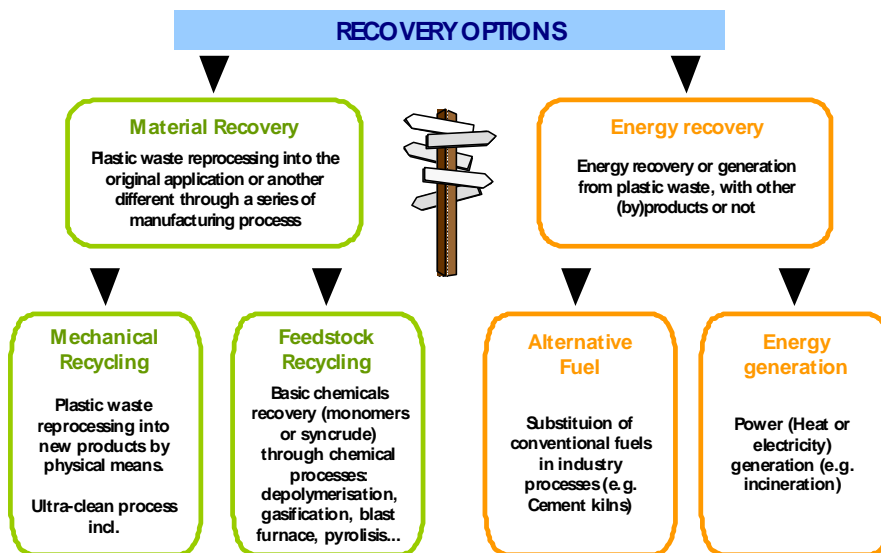 RECOVERY OPTIONS
Material Recovery
Plastic waste reprocessing into the
original application or another
different through a series of
manufacturing processs
Energy recovery
Energy recovery or generation
from plastic waste, with other
(by)products or not
Mechanical
Recycling
Plastic waste
reprocessing into
new products by
physical means.
Ultra-clean process
incl.
Feedstock
Recycling
Basic chemicals
recovery (monomers
or syncrude)
through chemical
processes:
depolymerisation,
gasification, blast
furnace, pyrolisis...
Alternative
Fuel
Substituion of
conventional fuels
in industry
processes (e.g.
Cement kilns)
Energy
generation
Power (Heat or
electricity)
generation (e.g.
incineration)